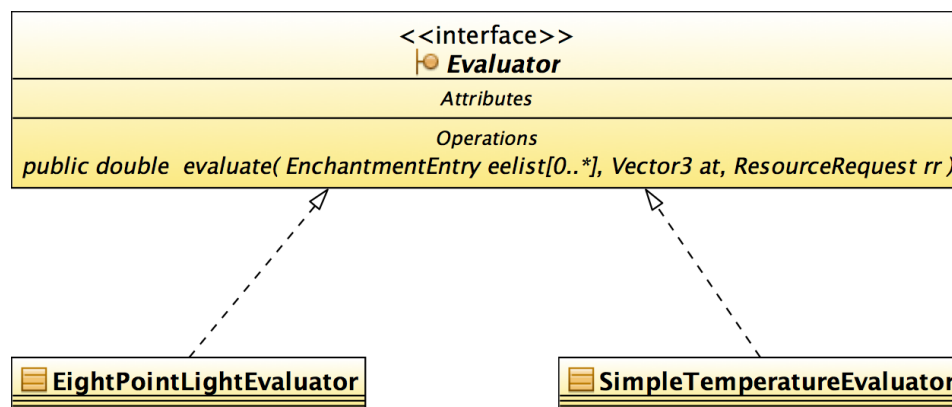 <<interface>>
Evaluator
Attributes
Operations
public double evaluate( EnchantmentEntry eelist[0..*], Vector3 at, ResourceRequest rr )
EightPointLightEvaluator
SimpleTemperatureEvaluator